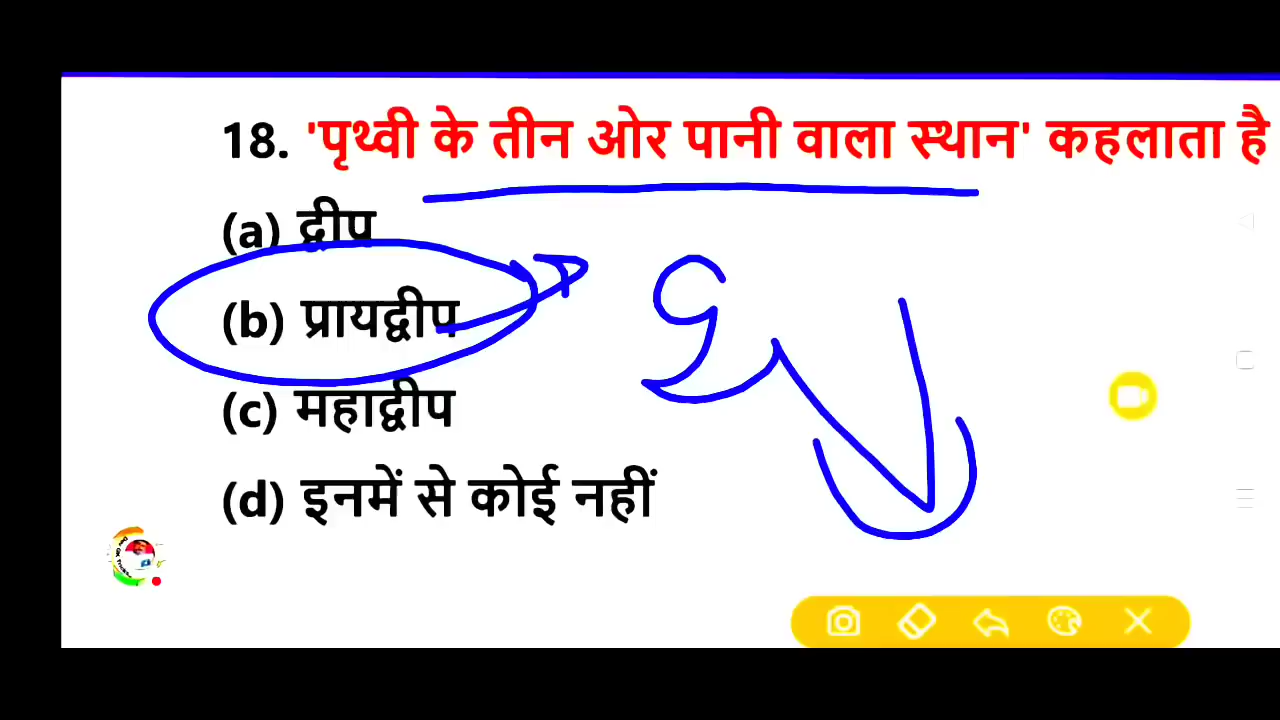 18. 'पृथ्वी के तीन ओर पानी वाला स्थान' कहलाता है
(a) द्वीप
(b) प्रायद्वीप
(c) महाद्वीप
(d) इनमें से कोई नहीं